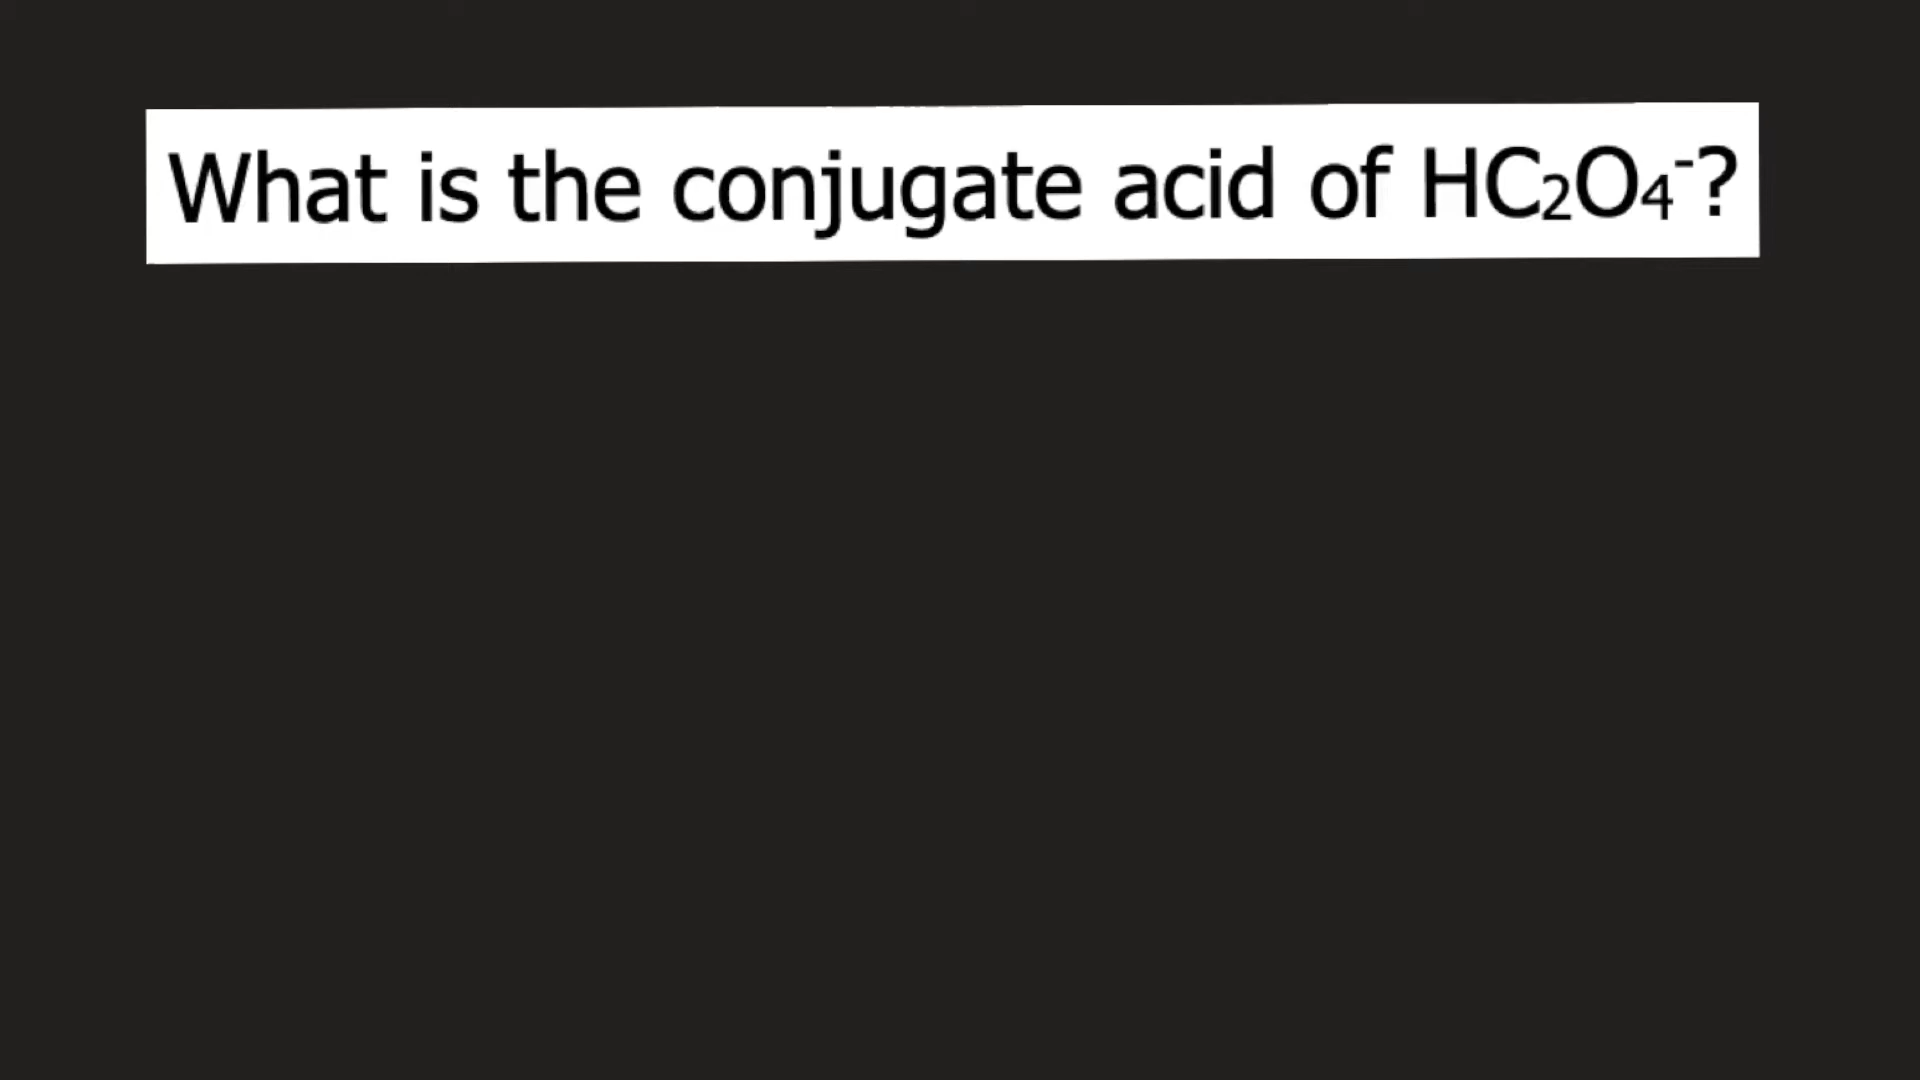 What is the conjugate acid of HC₂O₄⁻?